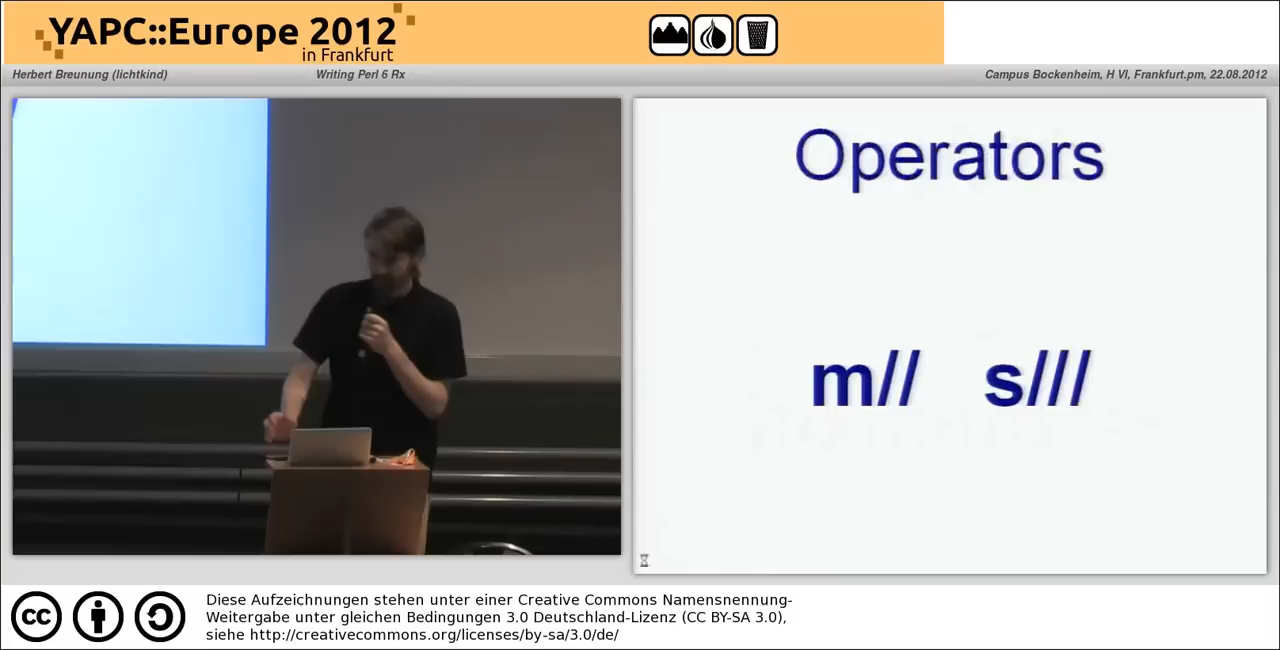 YAPC::Europe 2012
in Frankfurt
Herbert Breunung (lichtkind) Writing Perl 6 Rx Campus Bockenheim, H VI, Frankfurt.pm, 22.08.2012
Operators
m// s///
cc
Diese Aufzeichnungen stehen unter einer Creative Commons Namensnennung-
Weitergabe unter gleichen Bedingungen 3.0 Deutschland-Lizenz (CC BY-SA 3.0),
siehe http://creativecommons.org/licenses/by-sa/3.0/de/